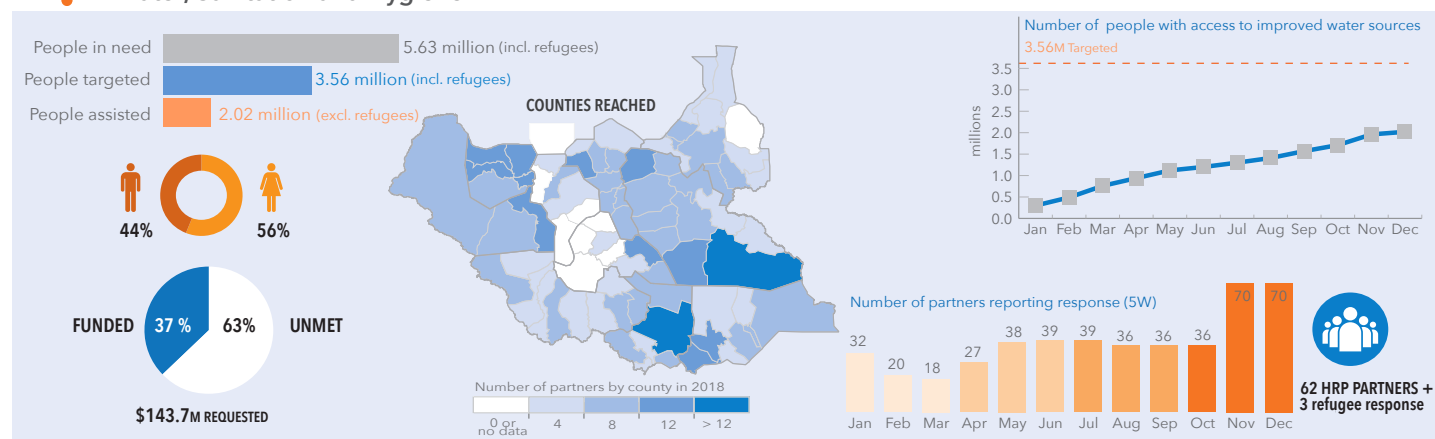 People in need
5.63 million (incl. refugees)
People targeted
3.56 million (incl. refugees)
People assisted
2.02 million (excl. refugees)
44%
56%
FUNDED
37 %
63%
UNMET
$143.7M REQUESTED
COUNTIES REACHED
Number of partners by county in 2018
0 or
no data
4
8
12
> 12
Number of people with access to improved water sources
3.56M Targeted
millions
3.5
3.0
2.5
2.0
1.5
1.0
0.5
0.0
Jan Feb Mar Apr May Jun Jul Aug Sep Oct Nov Dec
Number of partners reporting response (5W)
32 20 18 27 38 39 39 36 36 36 70 70
Jan Feb Mar Apr May Jun Jul Aug Sep Oct Nov Dec
62 HRP PARTNERS +
3 refugee response